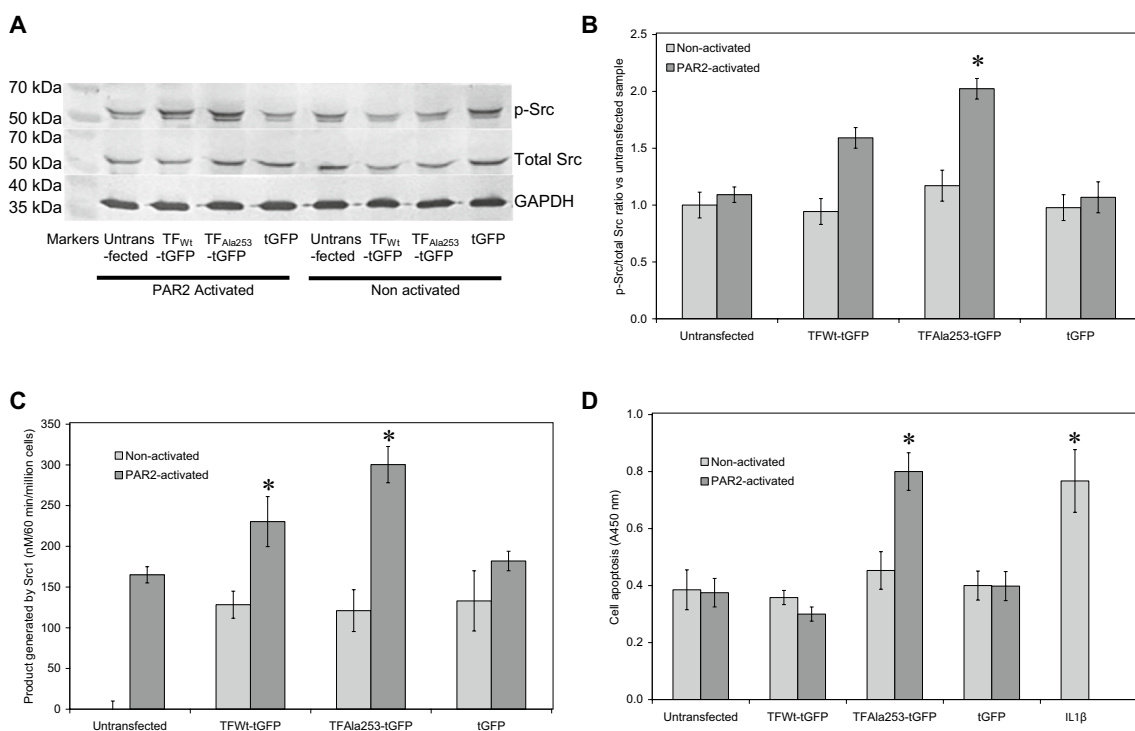 A
70 kDa
50 kDa
p-Src
70 kDa
50 kDa
Total Src
40 kDa
35 kDa
GAPDH
Markers Untrans TFWt TFAla253 tGFP Untrans TFWt TFAla253 tGFP
-fected -tGFP -tGFP -fected -tGFP -tGFP
PAR2 Activated Non activated
B
p-Src/total Src ratio vs untransfected sample
2.5
2.0
1.5
1.0
0.5
0.0
Non-activated
PAR2-activated
*
Untransfected TFWt-tGFP TFAla253-tGFP tGFP
C
Product generated by Src1 (nM/60 min/million cells)
350
300
250
200
150
100
50
0
Non-activated
PAR2-activated
*
*
Untransfected TFWt-tGFP TFAla253-tGFP tGFP
D
Cell apoptosis (A450 nm)
1.0
0.8
0.6
0.4
0.2
0.0
Non-activated
PAR2-activated
*
*
Untransfected TFWt-tGFP TFAla253-tGFP tGFP IL1β